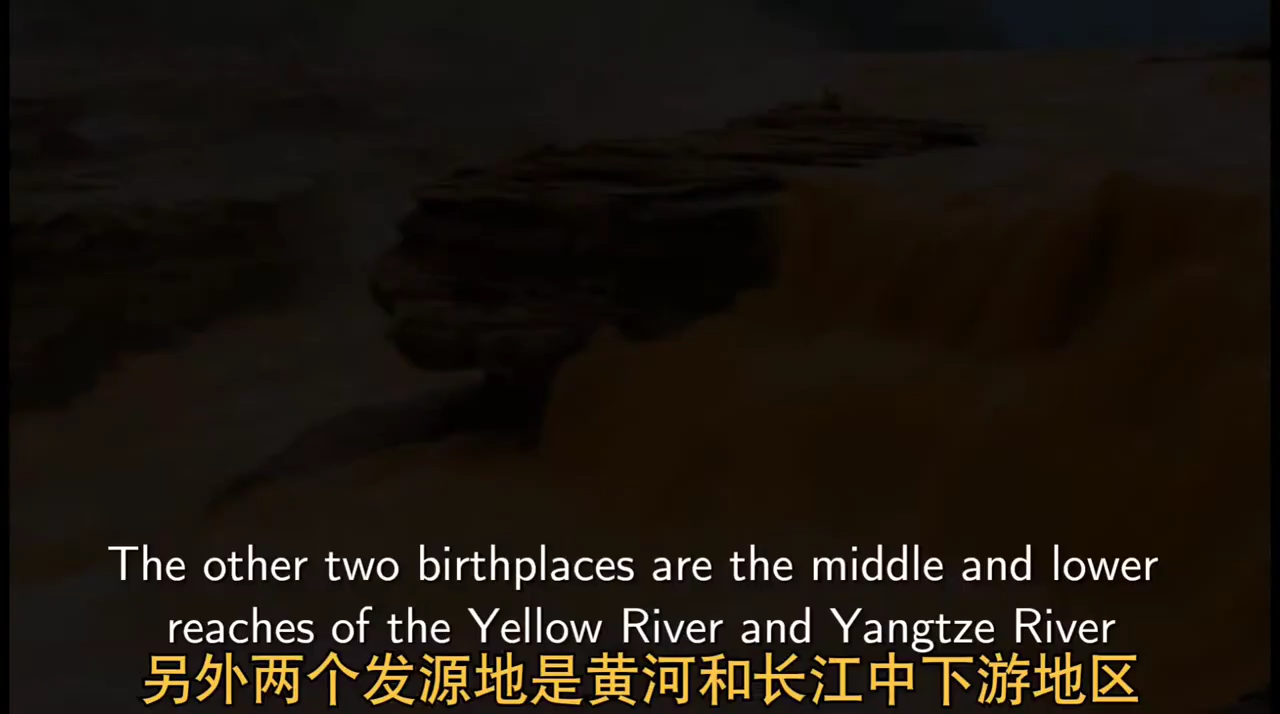 The other two birthplaces are the middle and lower
reaches of the Yellow River and Yangtze River
另外两个发源地是黄河和长江中下游地区